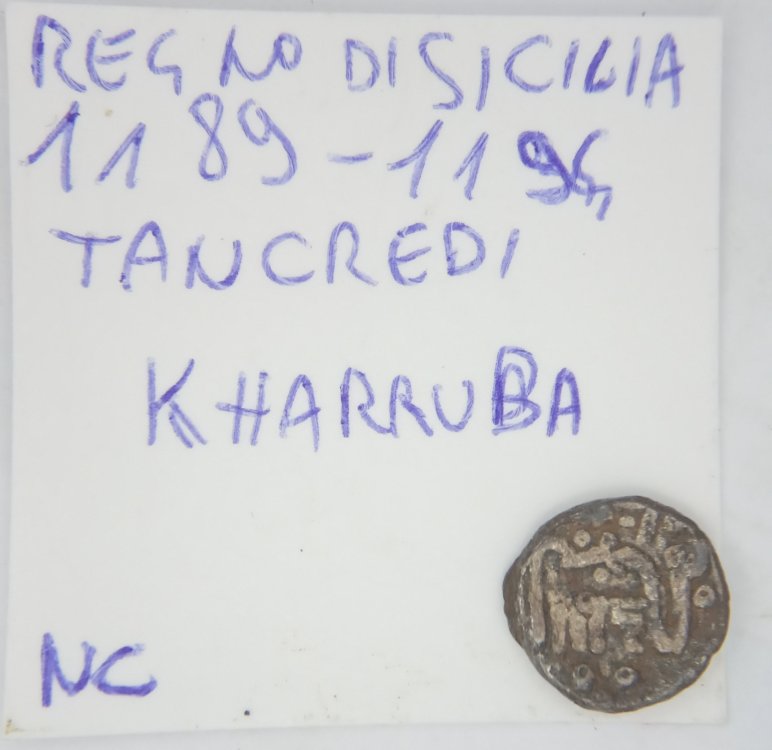 REGNO DI SICILIA
1189-1194
TANCREDI
KHARRUBA
NC